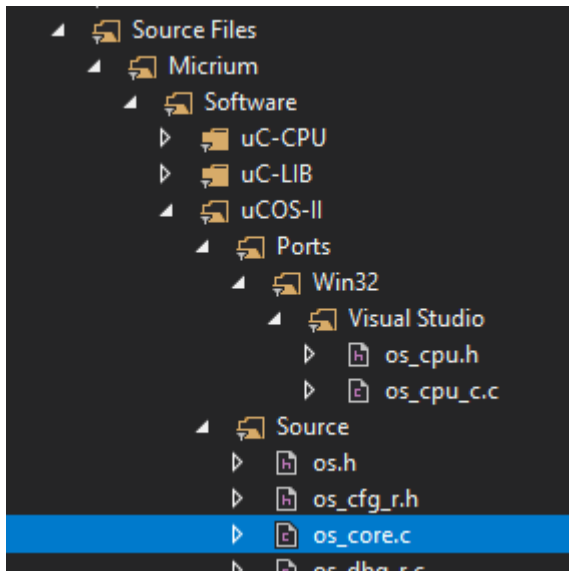 Source Files
Micrium
Software
uC-CPU
uC-LIB
uCOS-II
Ports
Win32
Visual Studio
os_cpu.h
os_cpu_c.c
Source
os.h
os_cfg_r.h
os_core.c
os_dbg_r.c